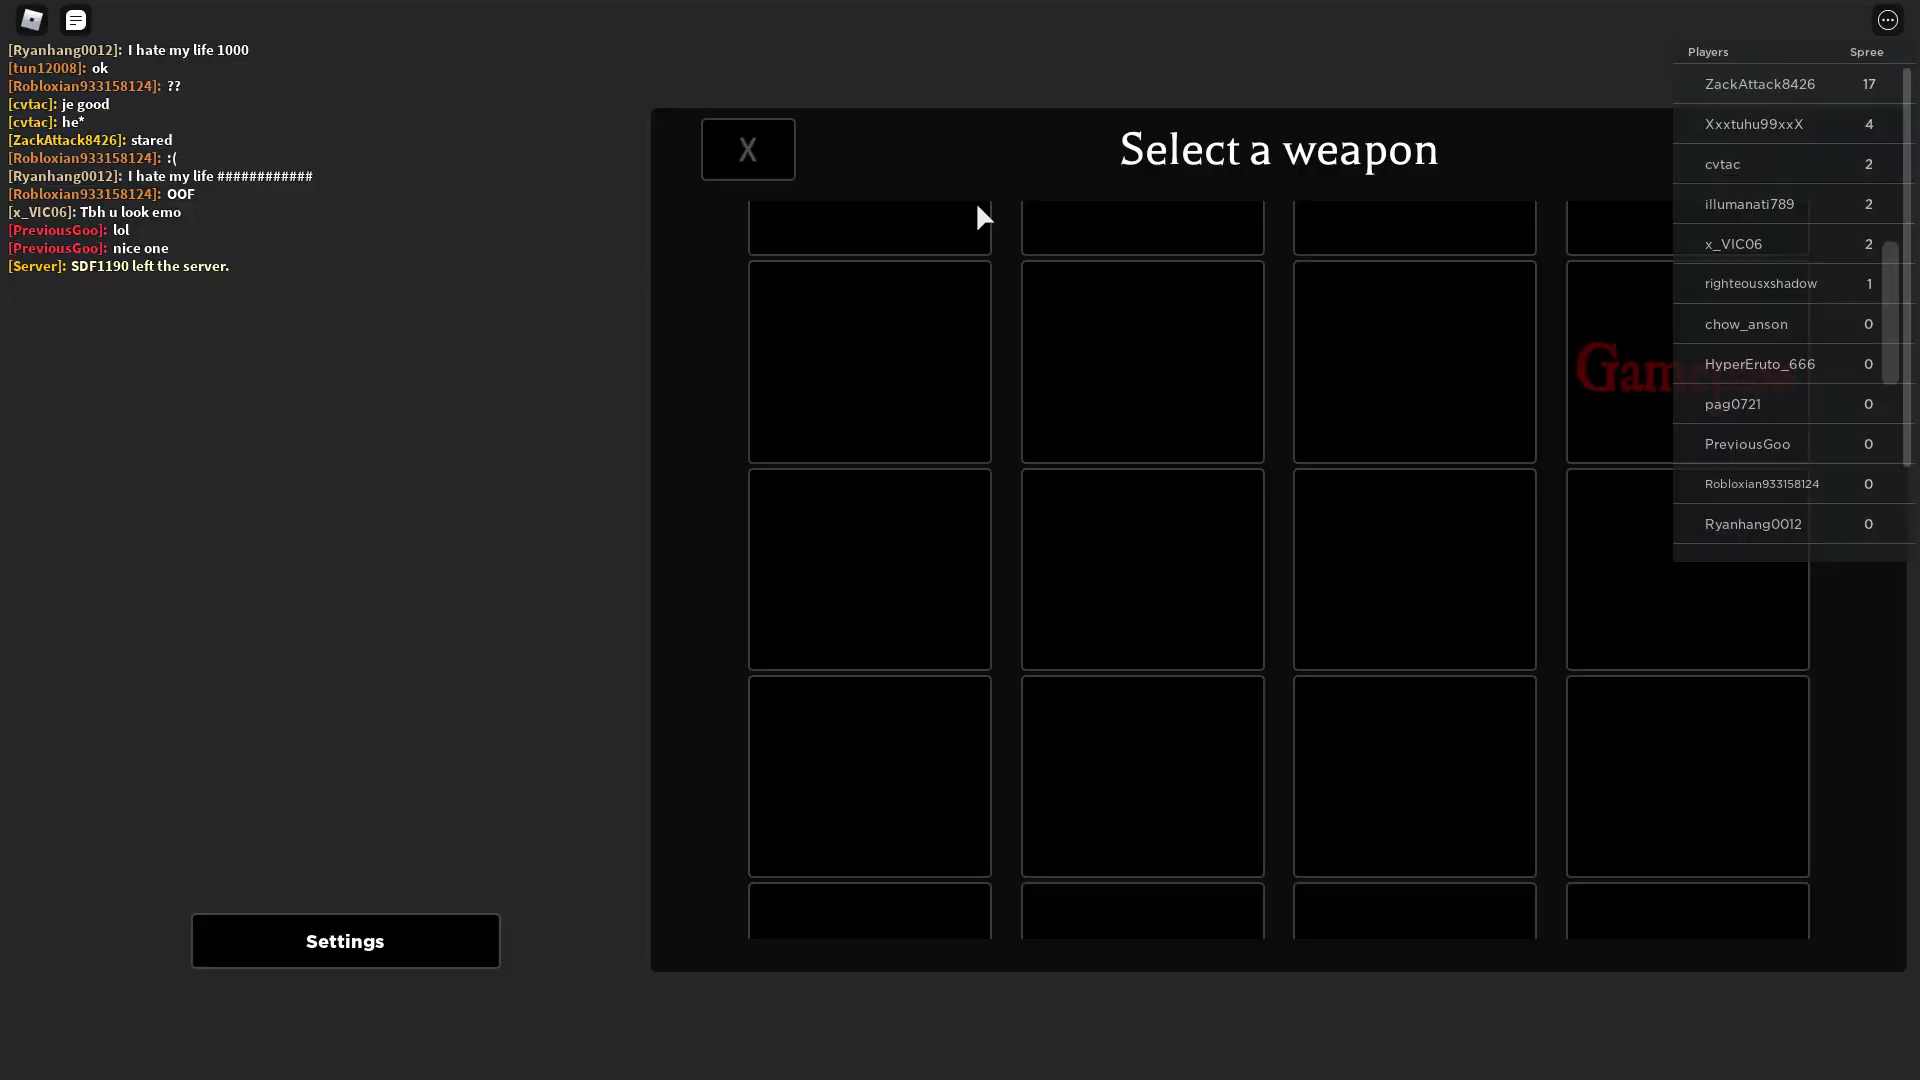 [Ryanhang0012]: I hate my life 1000
[tun12008]: ok
[Robloxian933158124]: ??
[cvtac]: je good
[cvtac]: he*
[ZackAttack8426]: stared
[Robloxian933158124]: :(
[Ryanhang0012]: I hate my life ############
[Robloxian933158124]: OOF
[x_VIC06]: Tbh u look emo
[PreviousGoo]: lol
[PreviousGoo]: nice one
[Server]: SDF1190 left the server.
X
Select a weapon
Players Spree
ZackAttack8426 17
Xxxtuhu99xxX 4
cvtac 2
illumanati789 2
x_VIC06 2
righteousxshadow 1
chow_anson 0
HyperEruto_666 0
pag0721 0
PreviousGoo 0
Robloxian933158124 0
Ryanhang0012 0
Settings